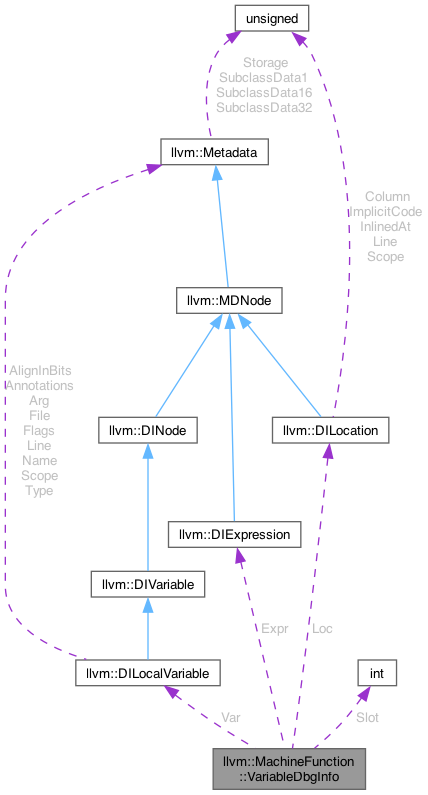 unsigned
Storage
SubclassData1
SubclassData16
SubclassData32
llvm::Metadata
Column
ImplicitCode
InlinedAt
Line
Scope
llvm::MDNode
AlignInBits
Annotations
Arg
File
Flags
Line
Name
Scope
Type
llvm::DINode
llvm::DILocation
llvm::DIExpression
llvm::DIVariable
Expr
Loc
llvm::DILocalVariable
int
Var
Slot
llvm::MachineFunction
::VariableDbgInfo